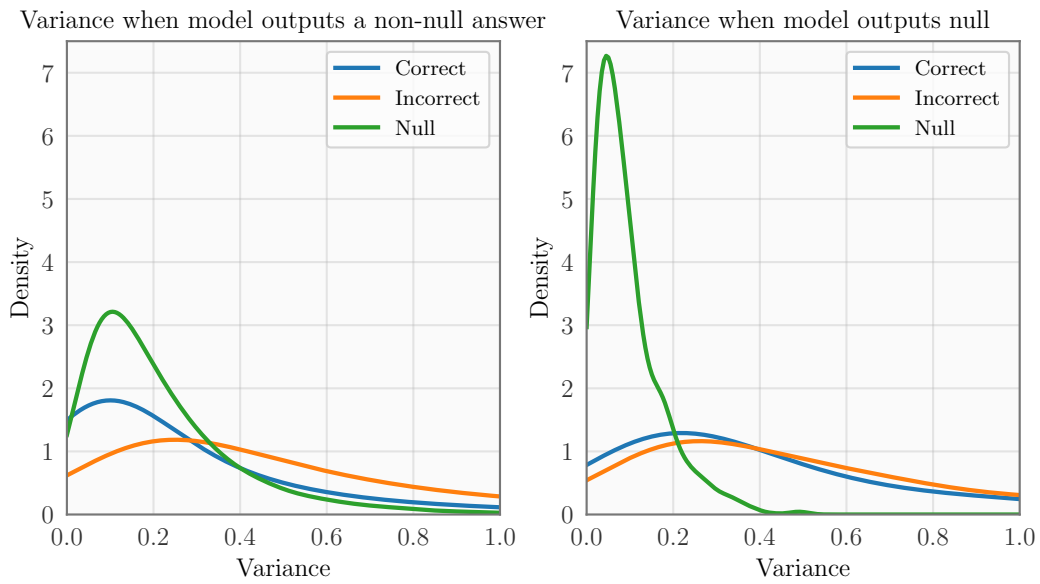 Variance when model outputs a non-null answer
7
6
5
4
3
2
1
0
Density
0.0 0.2 0.4 0.6 0.8 1.0
Variance
Correct
Incorrect
Null
Variance when model outputs null
7
6
5
4
3
2
1
0
Density
0.0 0.2 0.4 0.6 0.8 1.0
Variance
Correct
Incorrect
Null